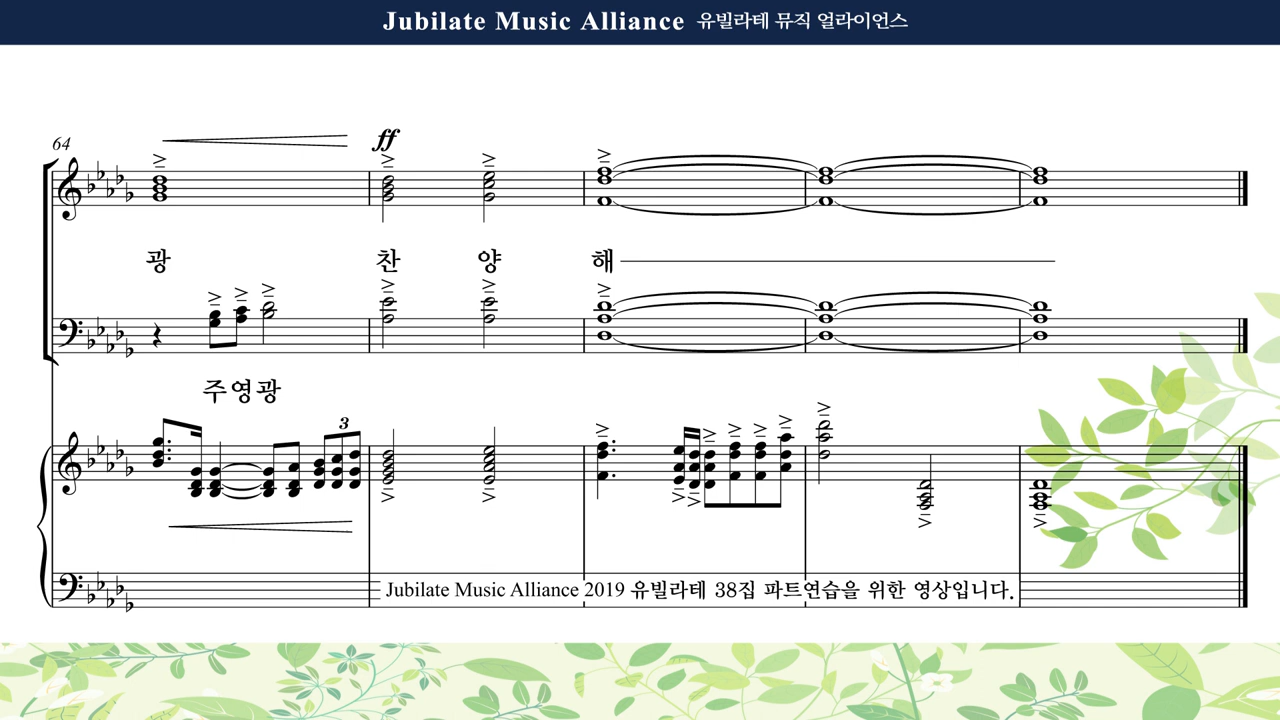 Jubilate Music Alliance 유빌라테 뮤직 얼라이언스
64
ff
광 찬 양 해
주 영 광
3
Jubilate Music Alliance 2019 유빌라테 38집 파트연습을 위한 영상입니다.